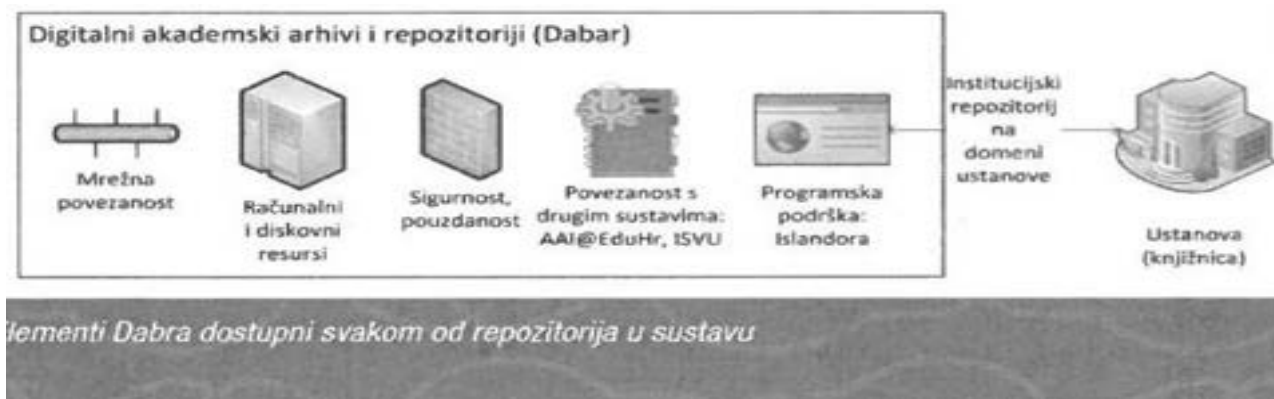 Digitalni akademski arhivi i repozitoriji (Dabar)
Mrežna
povezanost
Računalni
i diskovni
resursi
Sigurnost,
pouzdanost
Povezanost s
drugim sustavima:
AAI@EduHr, ISVU
Programska
podrška:
Islandora
Institucijski
repozitorij
na
domeni
ustanove
Ustanova
(knjižnica)
lementi Dabra dostupni svakom od repozitorija u sustavu